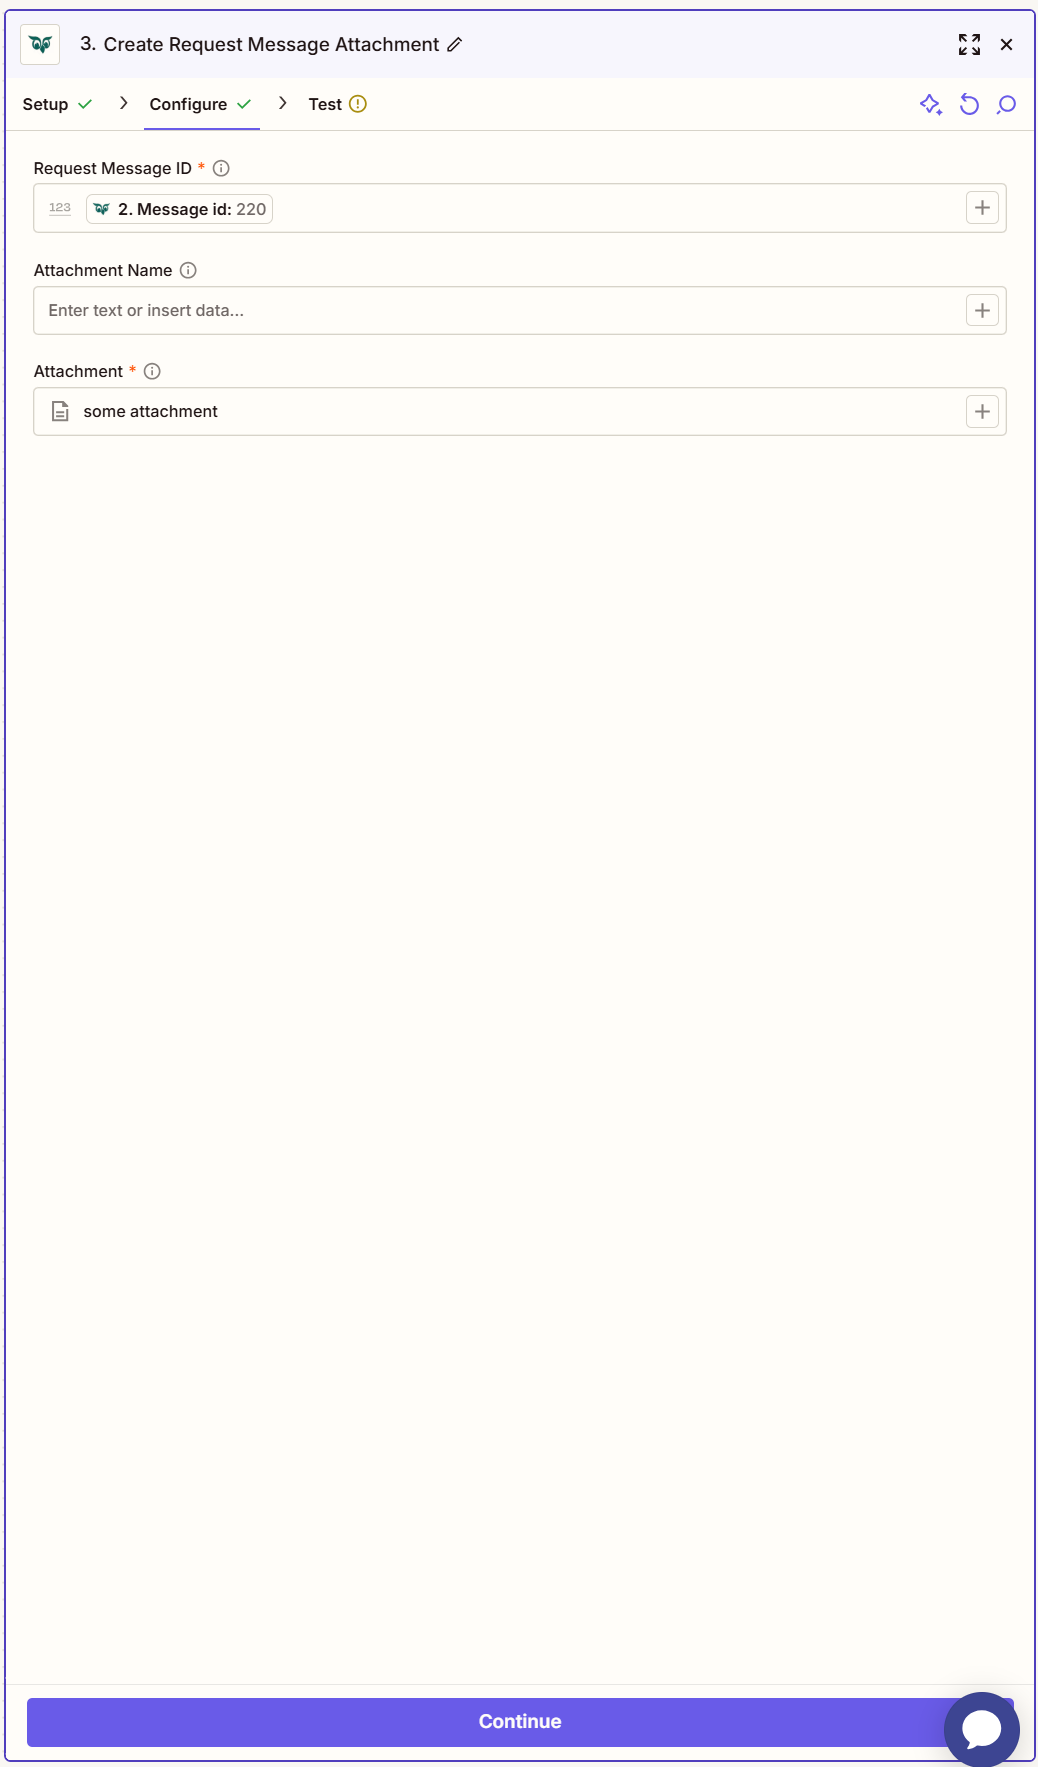 3. Create Request Message Attachment
Setup
Configure
Test
Request Message ID *
123 2. Message id: 220
Attachment Name
Enter text or insert data...
Attachment *
some attachment
Continue